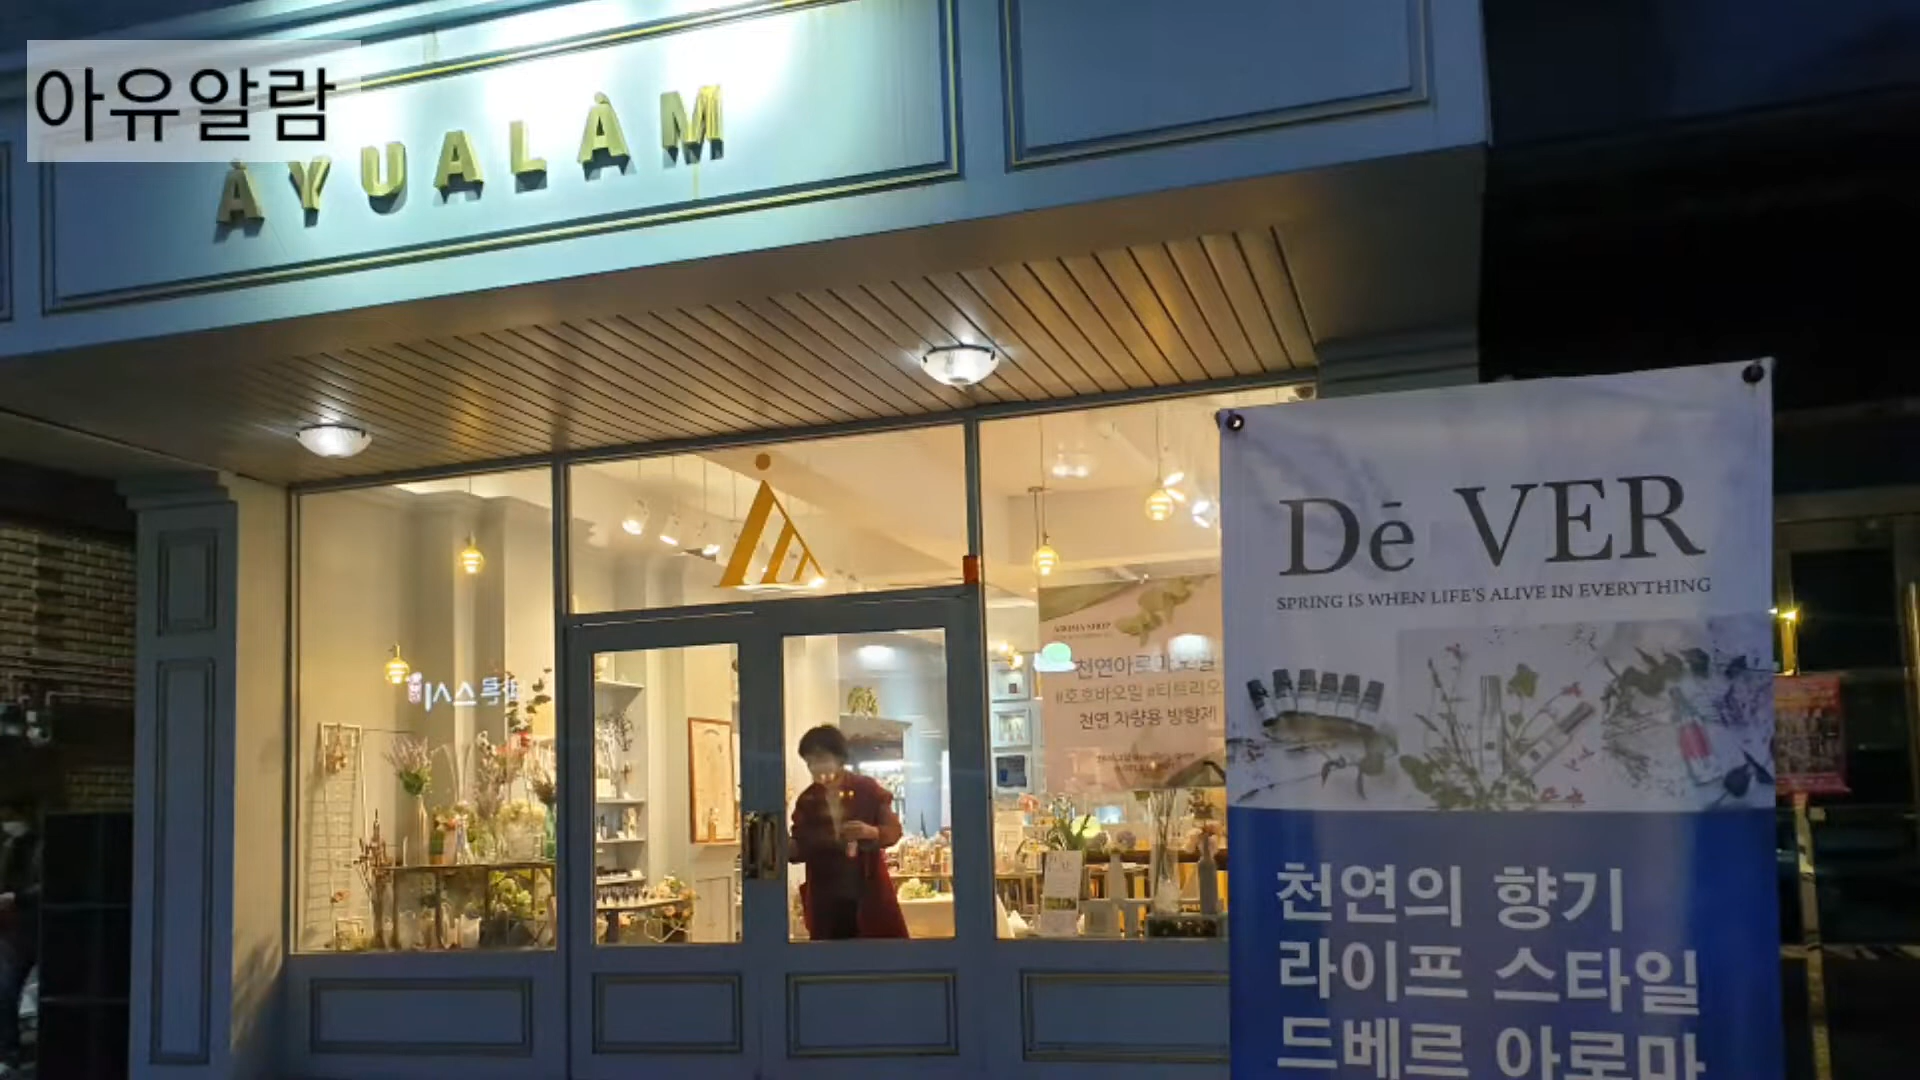 아유알람
AYUALAM
Dē VER
SPRING IS WHEN LIFE'S ALIVE IN EVERYTHING
AROMA SHOP
천연아로마오일
#호호바오일 #티트리오
천연 차량용 방향제
천연의 향기
라이프 스타일
드베르 아로마